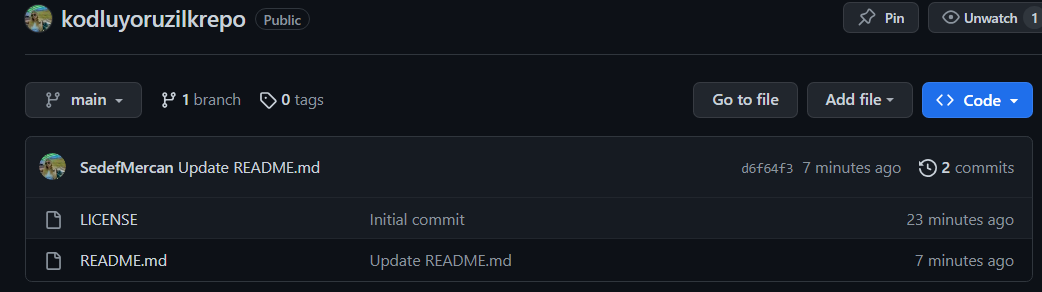 kodluyoruzilkrepo Public Pin Unwatch 1
main 1 branch 0 tags Go to file Add file Code
SedefMercan Update README.md d6f64f3 7 minutes ago 2 commits
LICENSE Initial commit 23 minutes ago
README.md Update README.md 7 minutes ago